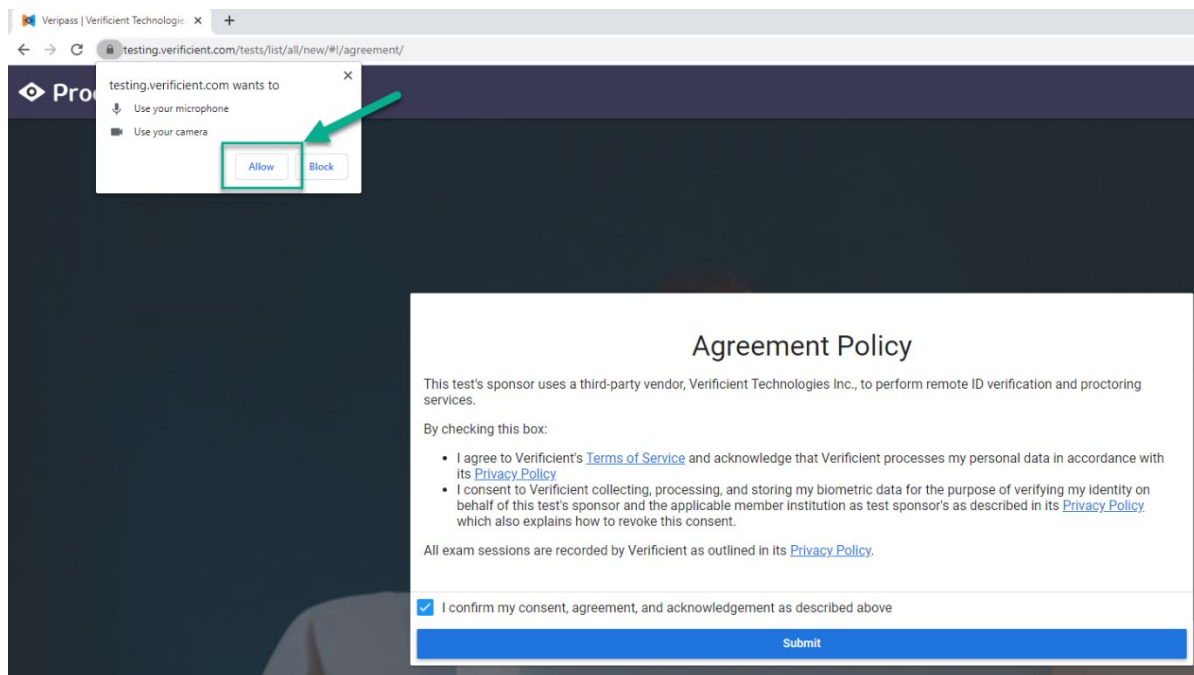 Veripass | Verificient Technologie
testing.verificient.com/tests/list/all/new/#!/agreement/
testing.verificient.com wants to
Use your microphone
Use your camera
Allow Block
Agreement Policy
This test's sponsor uses a third-party vendor, Verificient Technologies Inc., to perform remote ID verification and proctoring
services.
By checking this box:
• I agree to Verificient's Terms of Service and acknowledge that Verificient processes my personal data in accordance with
its Privacy Policy
• I consent to Verificient collecting, processing, and storing my biometric data for the purpose of verifying my identity on
behalf of this test's sponsor and the applicable member institution as test sponsor's as described in its Privacy Policy
which also explains how to revoke this consent.
All exam sessions are recorded by Verificient as outlined in its Privacy Policy.
I confirm my consent, agreement, and acknowledgement as described above
Submit